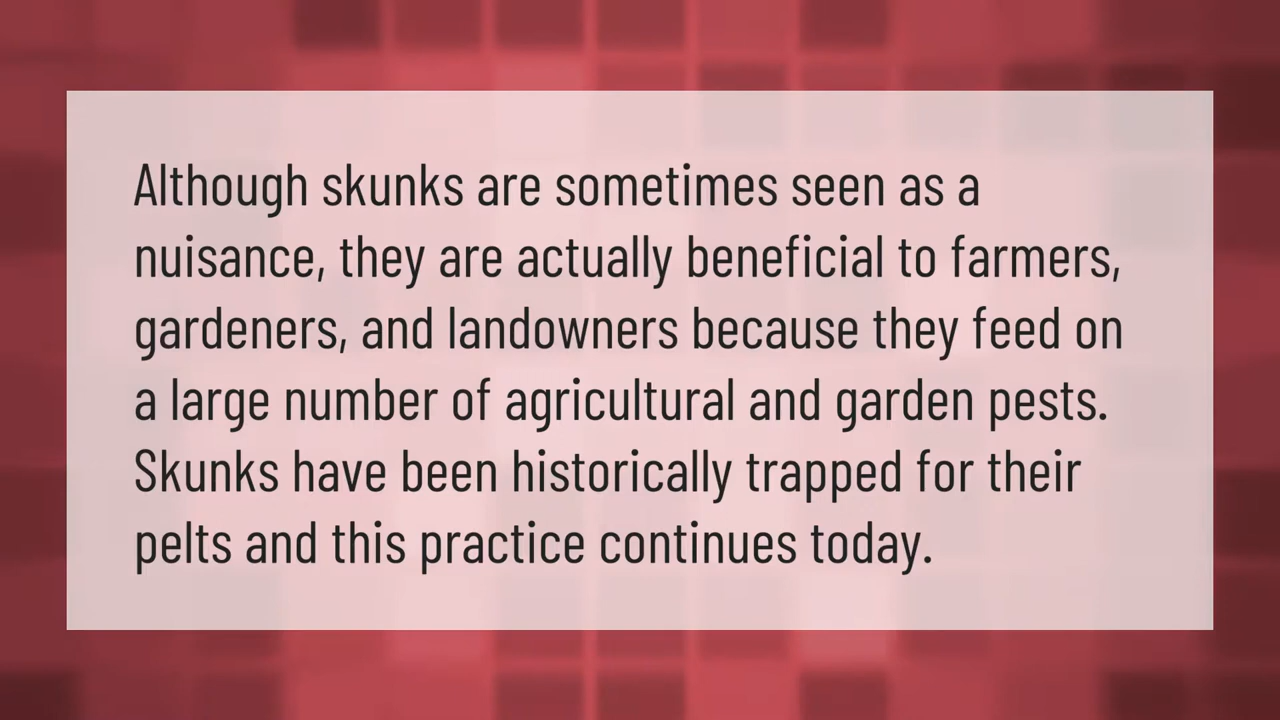 Although skunks are sometimes seen as a
nuisance, they are actually beneficial to farmers,
gardeners, and landowners because they feed on
a large number of agricultural and garden pests.
Skunks have been historically trapped for their
pelts and this practice continues today.